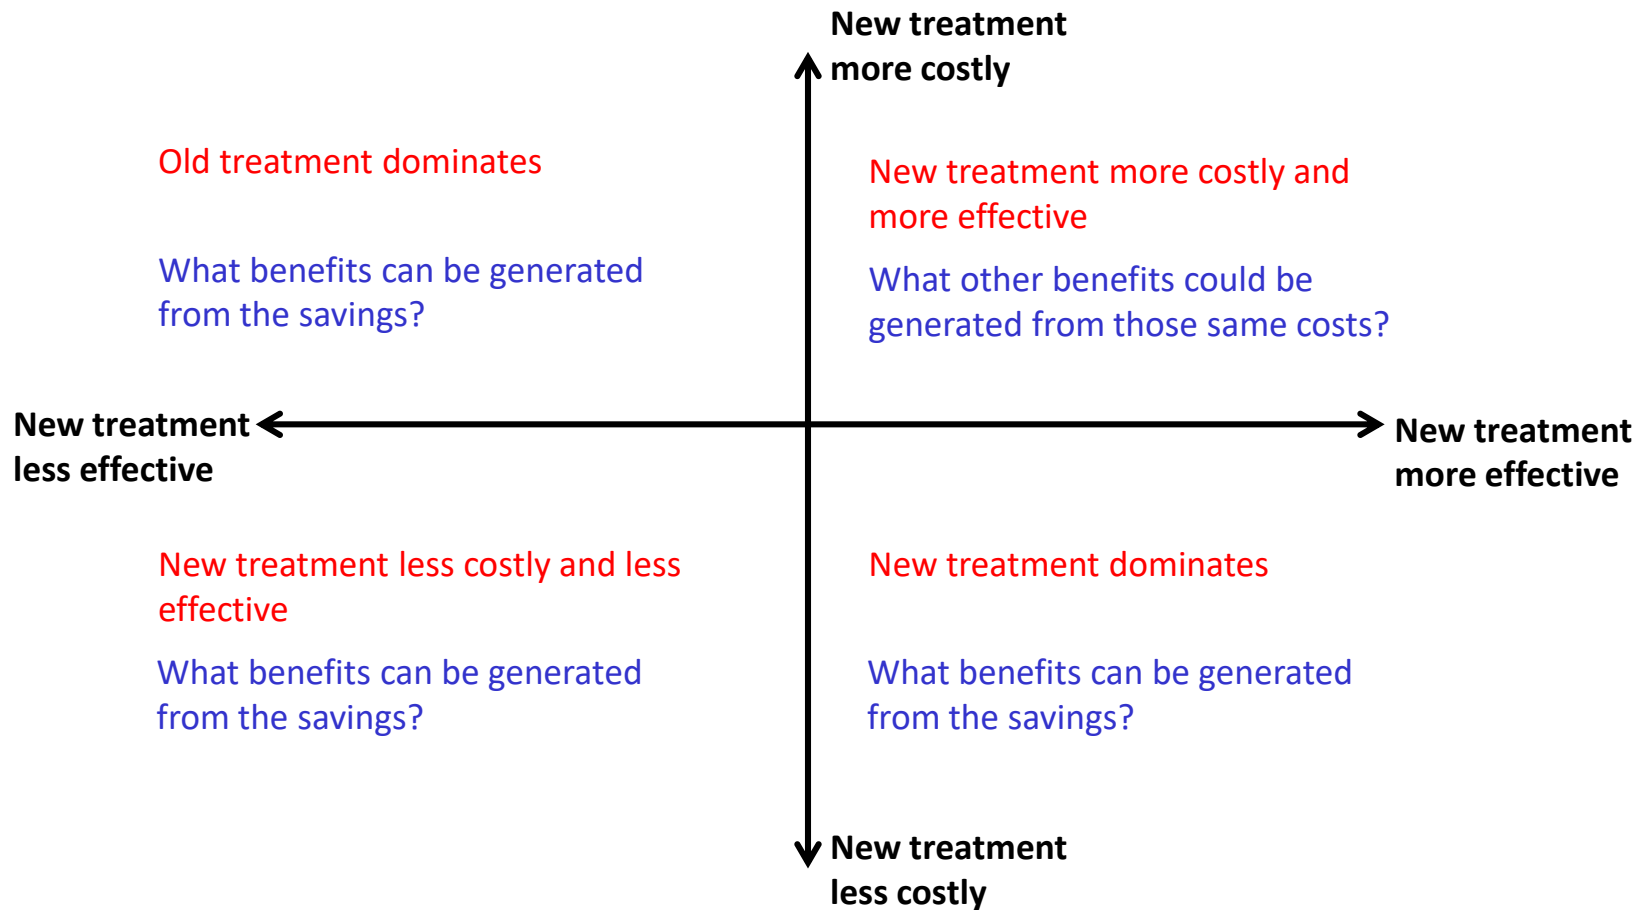 New treatment
more costly
Old treatment dominates
What benefits can be generated
from the savings?
New treatment more costly and
more effective
What other benefits could be
generated from those same costs?
New treatment
less effective
New treatment
more effective
New treatment less costly and less
effective
What benefits can be generated
from the savings?
New treatment dominates
What benefits can be generated
from the savings?
New treatment
less costly